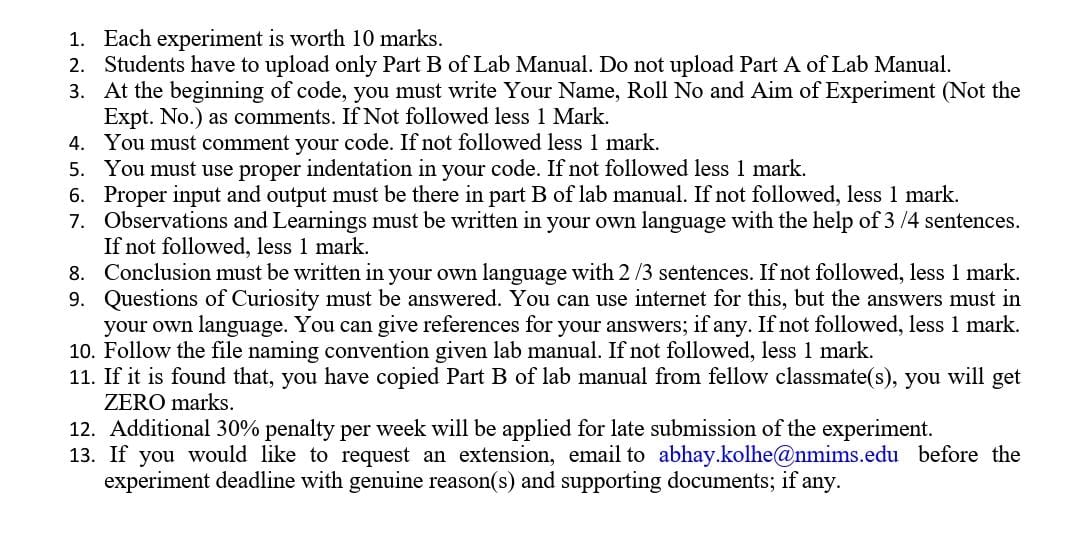 1. Each experiment is worth 10 marks.
2. Students have to upload only Part B of Lab Manual. Do not upload Part A of Lab Manual.
3. At the beginning of code, you must write Your Name, Roll No and Aim of Experiment (Not the
Expt. No.) as comments. If Not followed less 1 Mark.
4. You must comment your code. If not followed less 1 mark.
5. You must use proper indentation in your code. If not followed less 1 mark.
6. Proper input and output must be there in part B of lab manual. If not followed, less 1 mark.
7. Observations and Learnings must be written in your own language with the help of 3 /4 sentences.
If not followed, less 1 mark.
8. Conclusion must be written in your own language with 2 /3 sentences. If not followed, less 1 mark.
9. Questions of Curiosity must be answered. You can use internet for this, but the answers must in
your own language. You can give references for your answers; if any. If not followed, less 1 mark.
10. Follow the file naming convention given lab manual. If not followed, less 1 mark.
11. If it is found that, you have copied Part B of lab manual from fellow classmate(s), you will get
ZERO marks.
12. Additional 30% penalty per week will be applied for late submission of the experiment.
13. If you would like to request an extension, email to abhay.kolhe@nmims.edu before the
experiment deadline with genuine reason(s) and supporting documents; if any.